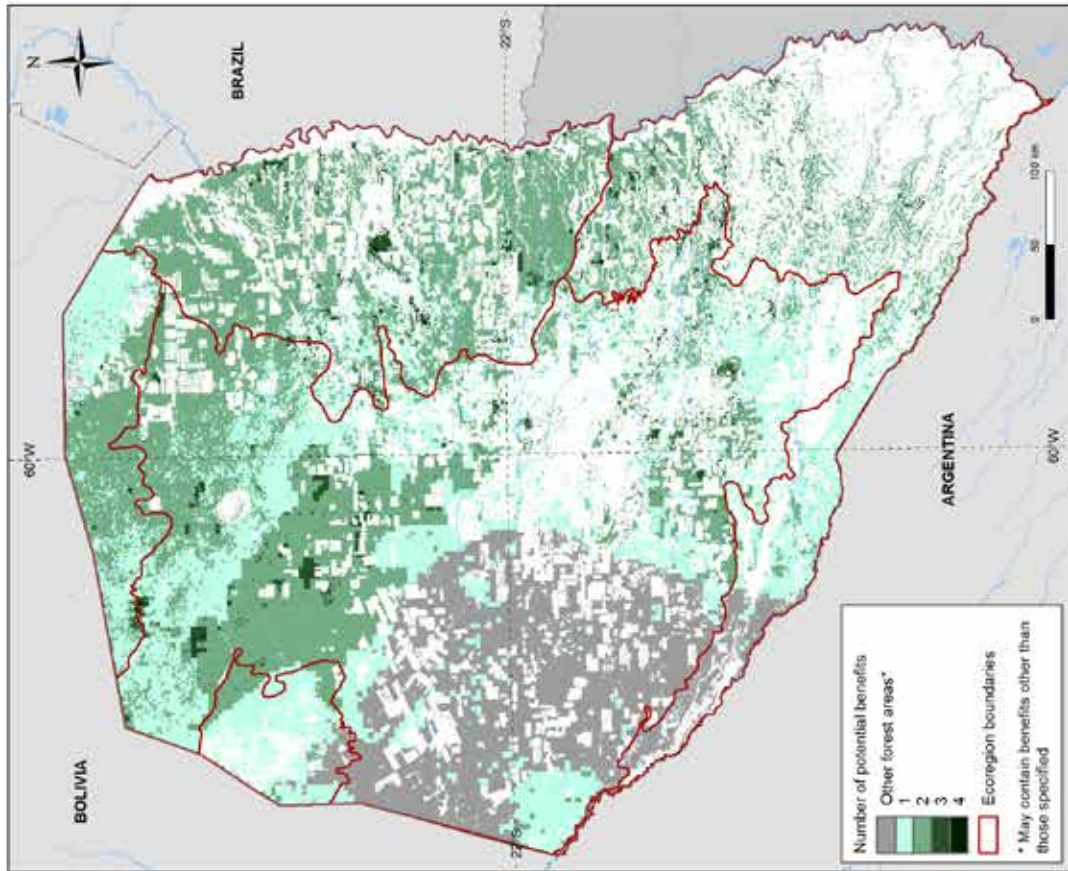 N
BOLIVIA
BRAZIL
60°W
22°S
22°S
ARGENTINA
60°W
0 50 100 km
Number of potential benefits
Other forest areas*
1
2
3
4
Ecoregion boundaries
* May contain benefits other than
those specified